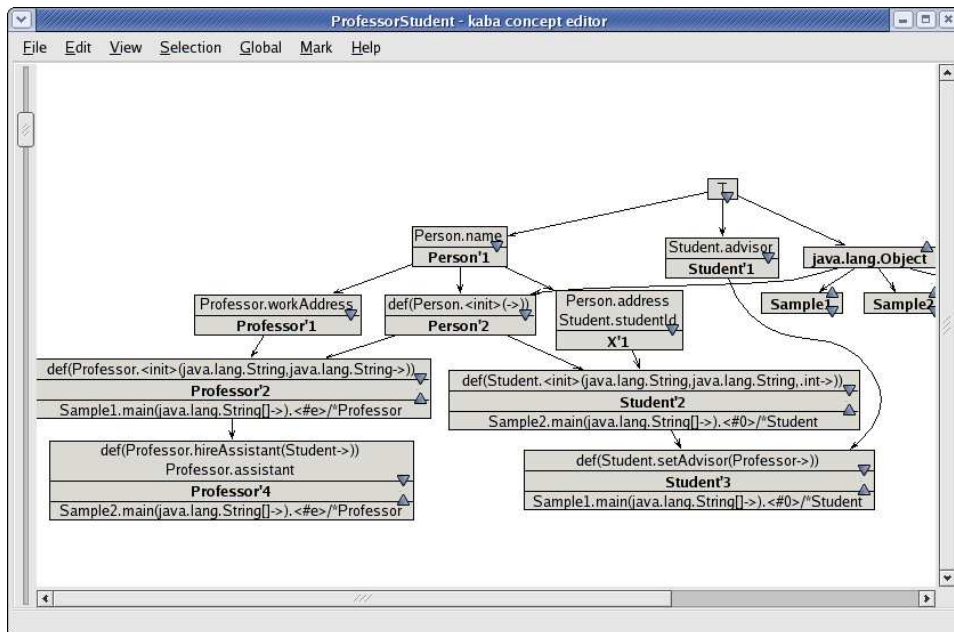 ProfessorStudent - kaba concept editor
File Edit View Selection Global Mark Help
T
Person.name
Person'1
Student.advisor
Student'1
java.lang.Object
Sample1
Sample2
Professor.workAddress
Professor'1
def(Person.<init>(->))
Person'2
Person.address
Student.studentId
X'1
def(Professor.<init>(java.lang.String,java.lang.String->))
Professor'2
Sample1.main(java.lang.String[]->).<#e>/*Professor
def(Student.<init>(java.lang.String,java.lang.String,.int->))
Student'2
Sample2.main(java.lang.String[]->).<#0>/*Student
def(Professor.hireAssistant(Student->))
Professor.assistant
Professor'4
Sample2.main(java.lang.String[]->).<#e>/*Professor
def(Student.setAdvisor(Professor->))
Student'3
Sample1.main(java.lang.String[]->).<#0>/*Student